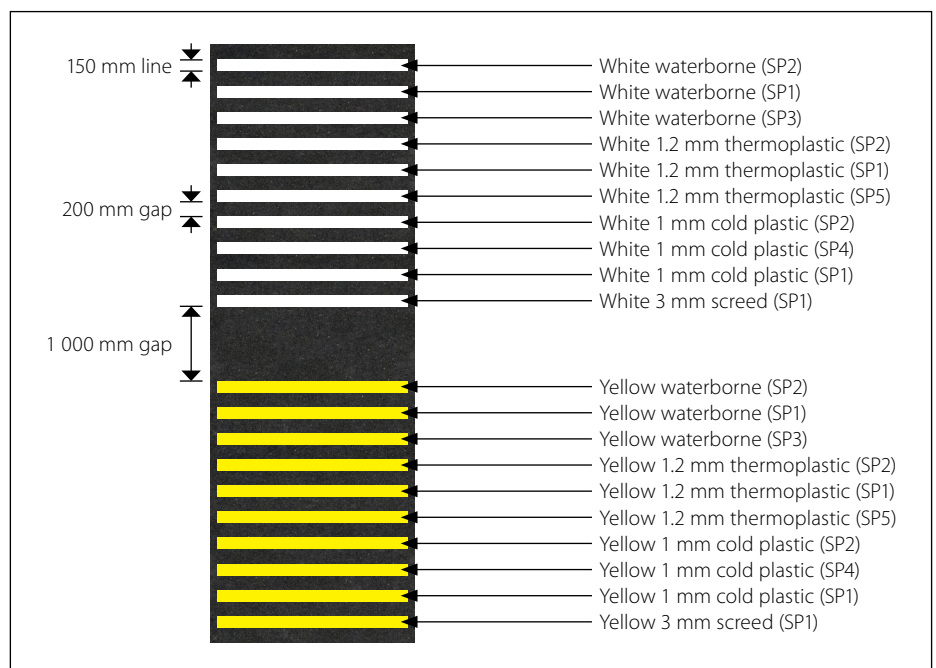 150 mm line
White waterborne (SP2)
White waterborne (SP1)
White waterborne (SP3)
White 1.2 mm thermoplastic (SP2)
White 1.2 mm thermoplastic (SP1)
White 1.2 mm thermoplastic (SP5)
200 mm gap
White 1 mm cold plastic (SP2)
White 1 mm cold plastic (SP4)
White 1 mm cold plastic (SP1)
White 3 mm screed (SP1)
1 000 mm gap
Yellow waterborne (SP2)
Yellow waterborne (SP1)
Yellow waterborne (SP3)
Yellow 1.2 mm thermoplastic (SP2)
Yellow 1.2 mm thermoplastic (SP1)
Yellow 1.2 mm thermoplastic (SP5)
Yellow 1 mm cold plastic (SP2)
Yellow 1 mm cold plastic (SP4)
Yellow 1 mm cold plastic (SP1)
Yellow 3 mm screed (SP1)